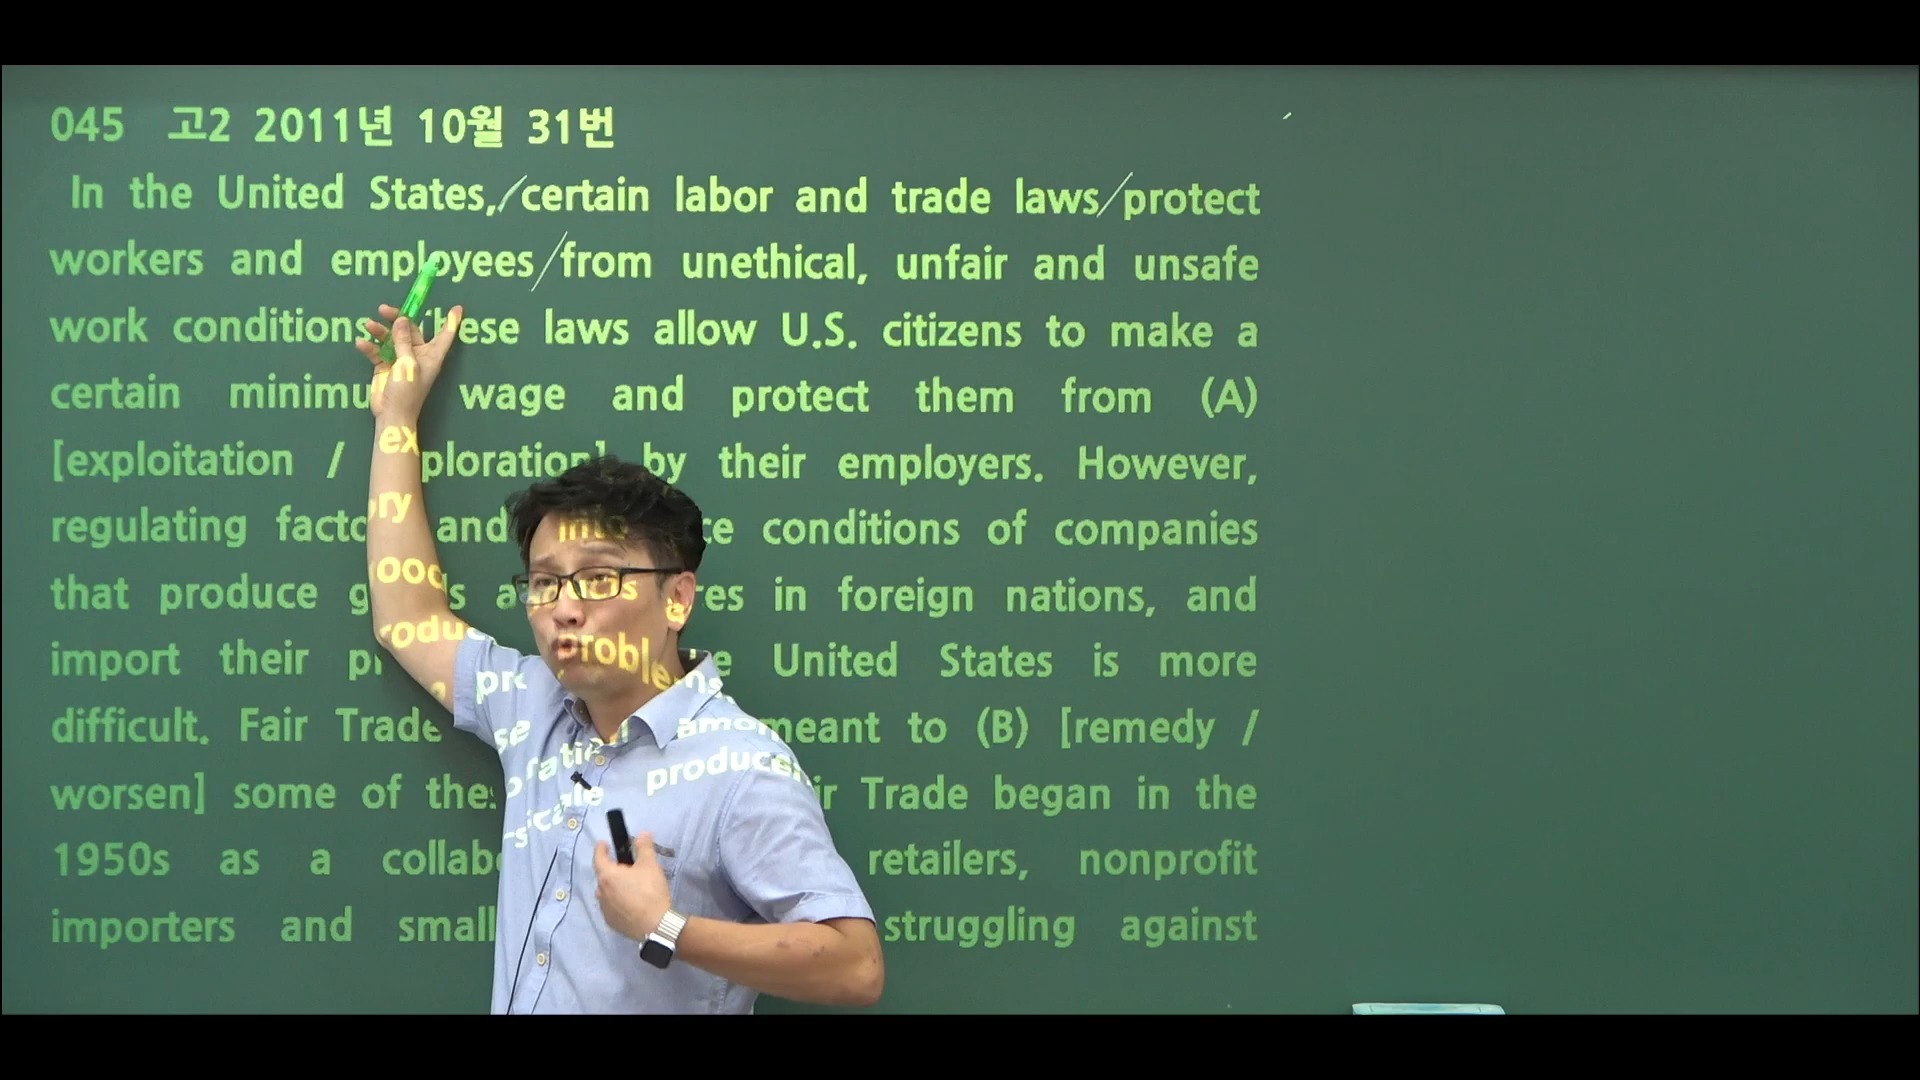 045 고2 2011년 10월 31번
In the United States, certain labor and trade laws protect
workers and employees from unethical, unfair and unsafe
work conditions. These laws allow U.S. citizens to make a
certain minimum wage and protect them from (A)
[exploitation / exploration] by their employers. However,
regulating factory and conditions of companies
that produce goods in foreign nations, and
import their United States is more
difficult. Fair Trade meant to (B) [remedy /
worsen] some of these problems. Fair Trade began in the
1950s as a retailers, nonprofit
importers and small struggling against